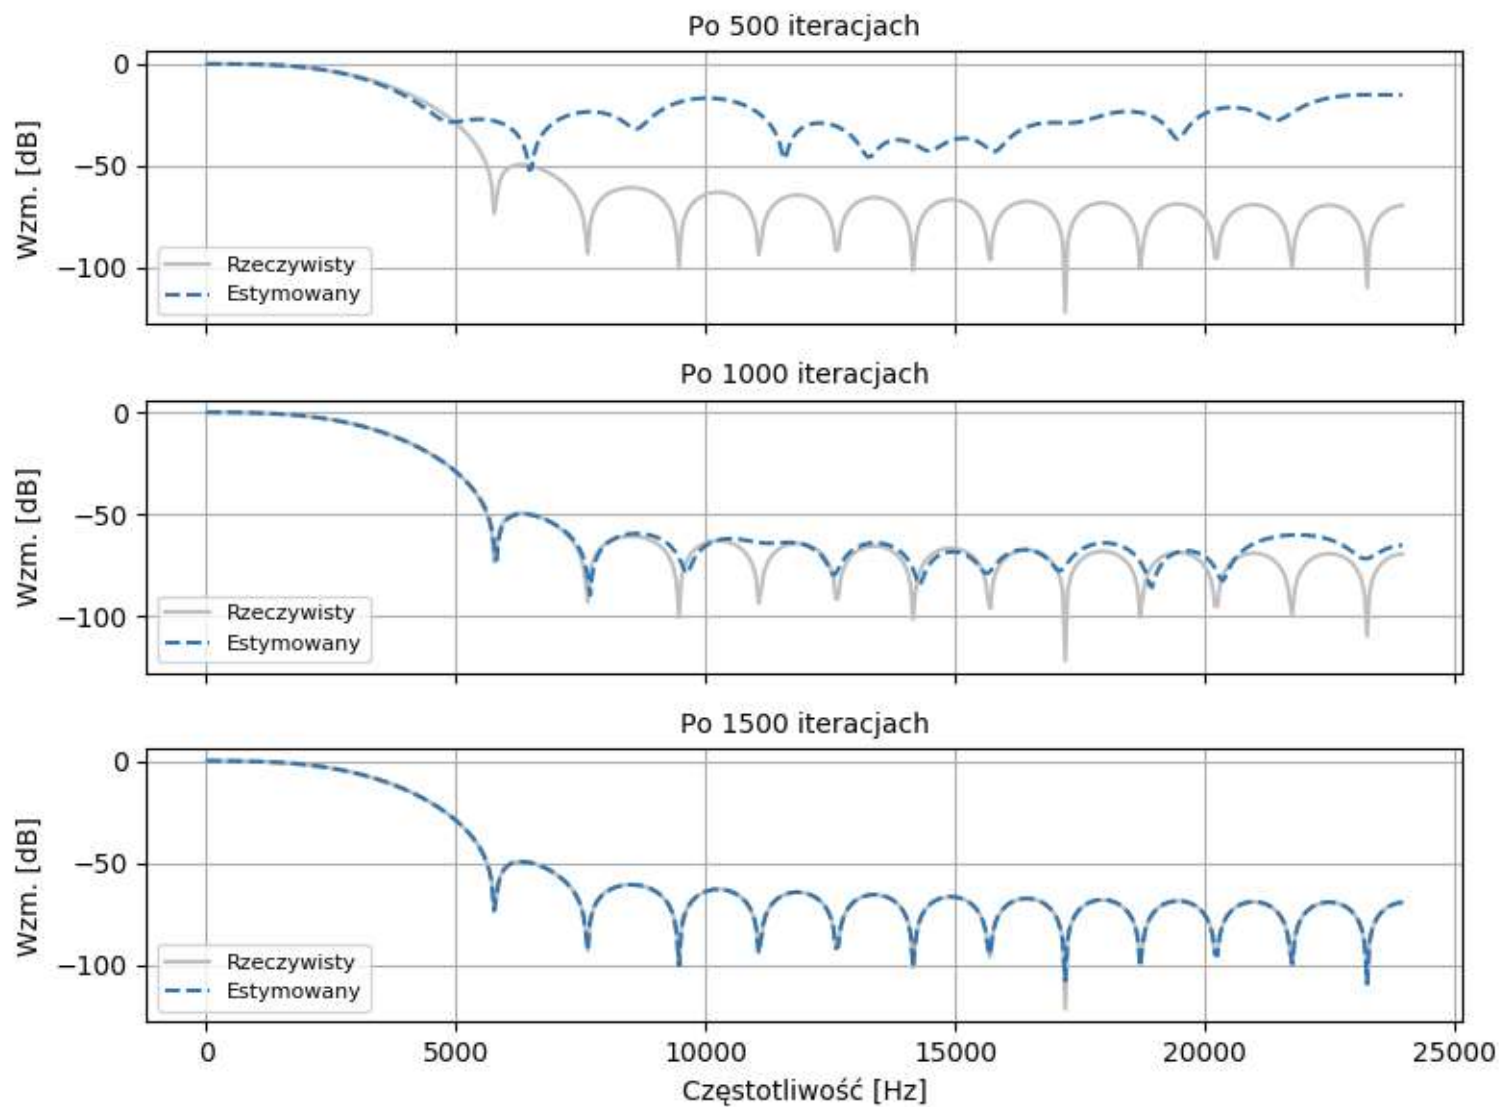 Po 500 iteracjach
Wzm. [dB]
0
−50
−100
Rzeczywisty
Estymowany
Po 1000 iteracjach
Wzm. [dB]
0
−50
−100
Rzeczywisty
Estymowany
Po 1500 iteracjach
Wzm. [dB]
0
−50
−100
Rzeczywisty
Estymowany
0 5000 10000 15000 20000 25000
Częstotliwość [Hz]